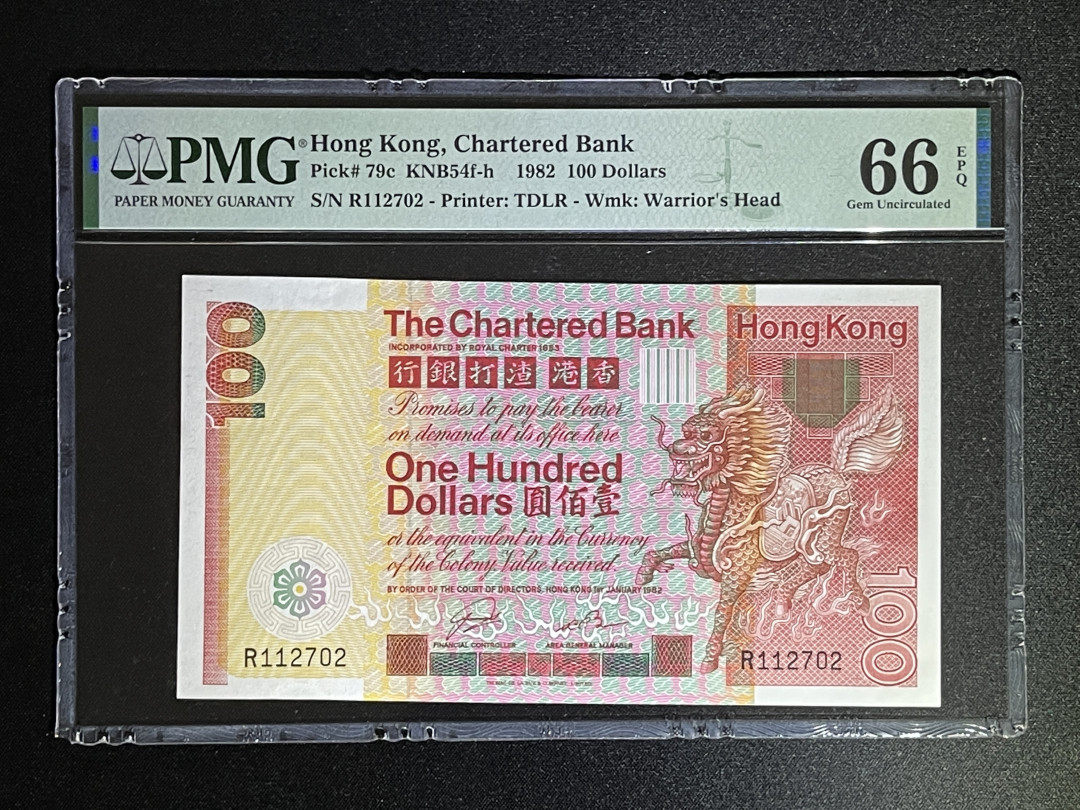 PMG®
PAPER MONEY GUARANTY
Hong Kong, Chartered Bank
Pick# 79c KNB54f-h 1982 100 Dollars
S/N R112702 - Printer: TDLR - Wmk: Warrior's Head
66 EPQ
Gem Uncirculated
100
The Chartered Bank
INCORPORATED BY ROYAL CHARTER 1853
行銀打渣 港香
Promises to pay the bearer
on demand at its office here
One Hundred
Dollars 圓佰壹
or the equivalent in the Currency
of the Colony Value received.
BY ORDER OF THE COURT OF DIRECTORS. HONG KONG 1ST JANUARY 1982
FINANCIAL CONTROLLER
AREA GENERAL MANAGER
R112702
Hong Kong
R112702
100